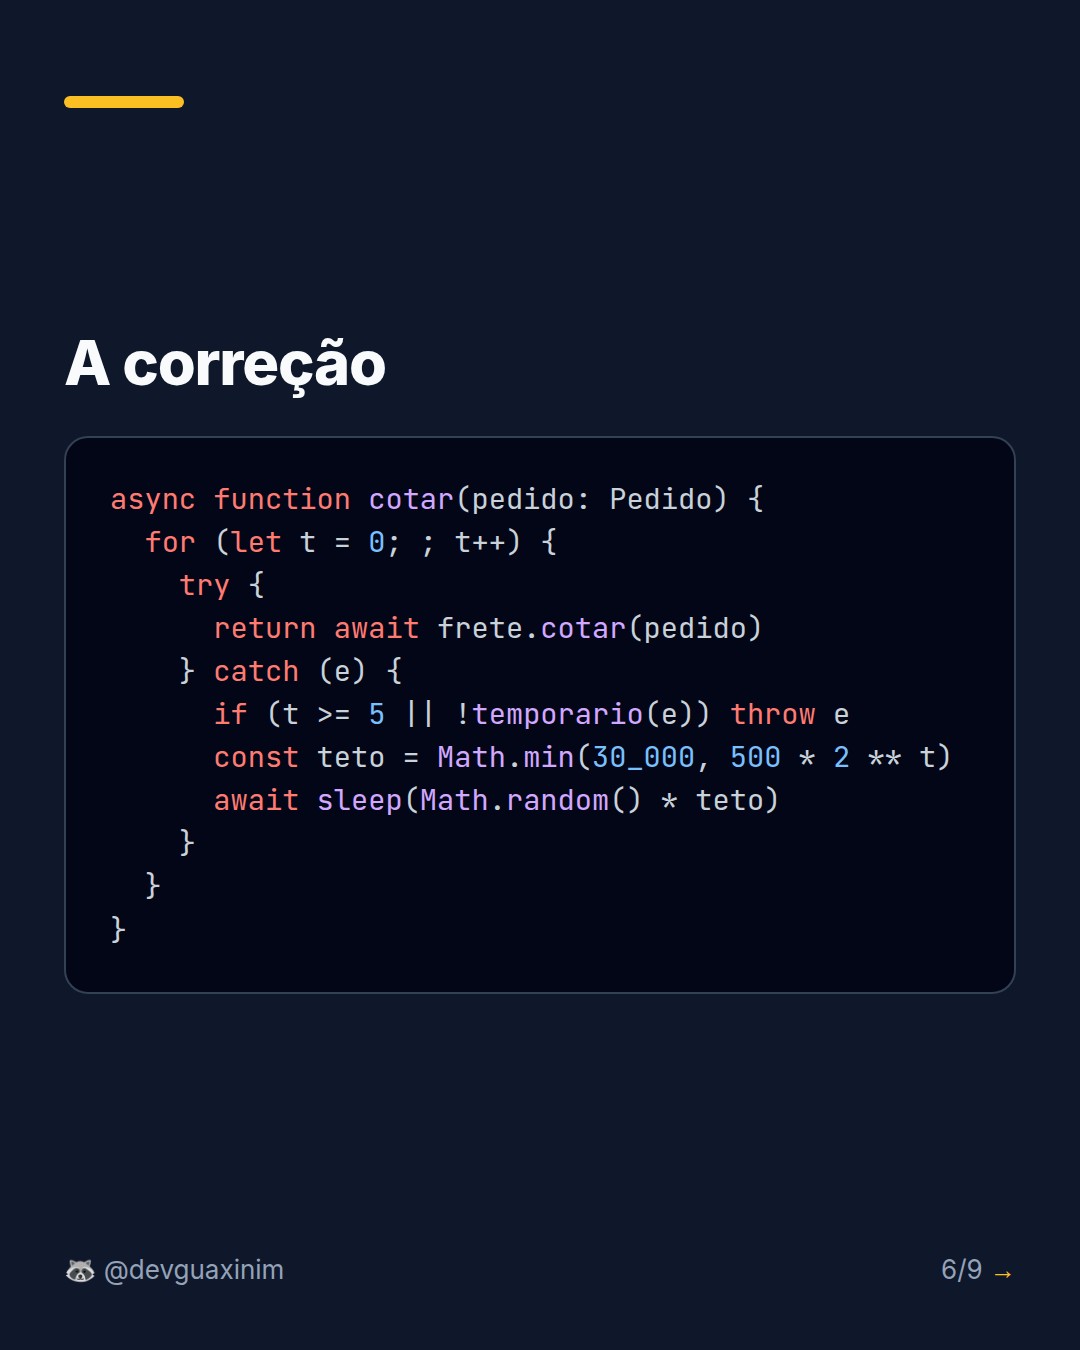 A correção
async function cotar(pedido: Pedido) {
  for (let t = 0; ; t++) {
    try {
      return await frete.cotar(pedido)
    } catch (e) {
      if (t >= 5 || !temporario(e)) throw e
      const teto = Math.min(30_000, 500 * 2 ** t)
      await sleep(Math.random() * teto)
    }
  }
}
🦝 @devguaxinim
6/9 →